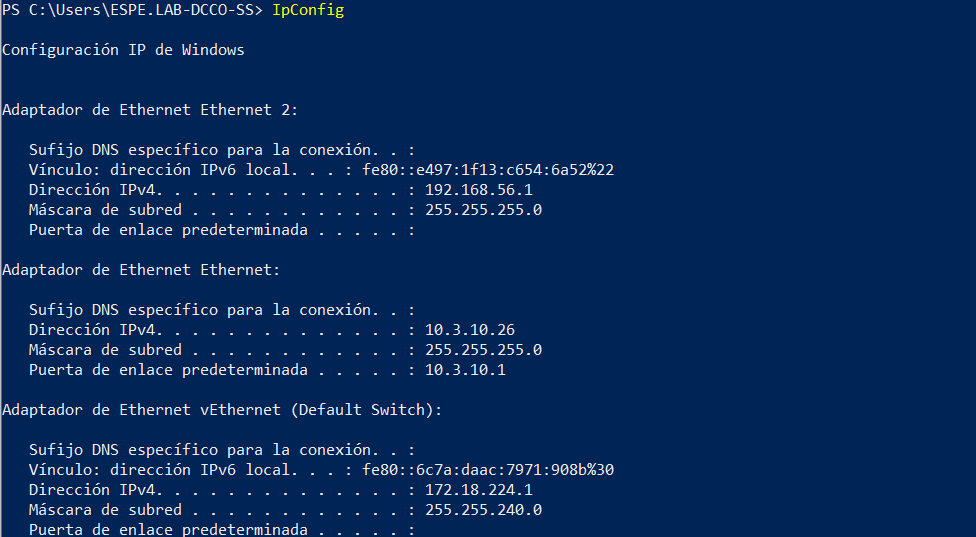 PS C:\Users\ESPE.LAB-DCCO-SS> IpConfig
Configuración IP de Windows
Adaptador de Ethernet Ethernet 2:
Sufijo DNS específico para la conexión. . :
Vínculo: dirección IPv6 local. . . : fe80::e497:1f13:c654:6a52%22
Dirección IPv4. . . . . . . . . . . . . . : 192.168.56.1
Máscara de subred . . . . . . . . . . . . : 255.255.255.0
Puerta de enlace predeterminada . . . . . :
Adaptador de Ethernet Ethernet:
Sufijo DNS específico para la conexión. . :
Dirección IPv4. . . . . . . . . . . . . . : 10.3.10.26
Máscara de subred . . . . . . . . . . . . : 255.255.255.0
Puerta de enlace predeterminada . . . . . : 10.3.10.1
Adaptador de Ethernet vEthernet (Default Switch):
Sufijo DNS específico para la conexión. . :
Vínculo: dirección IPv6 local. . . : fe80::6c7a:daac:7971:908b%30
Dirección IPv4. . . . . . . . . . . . . . : 172.18.224.1
Máscara de subred . . . . . . . . . . . . : 255.255.240.0
Puerta de enlace predeterminada . . . . . :